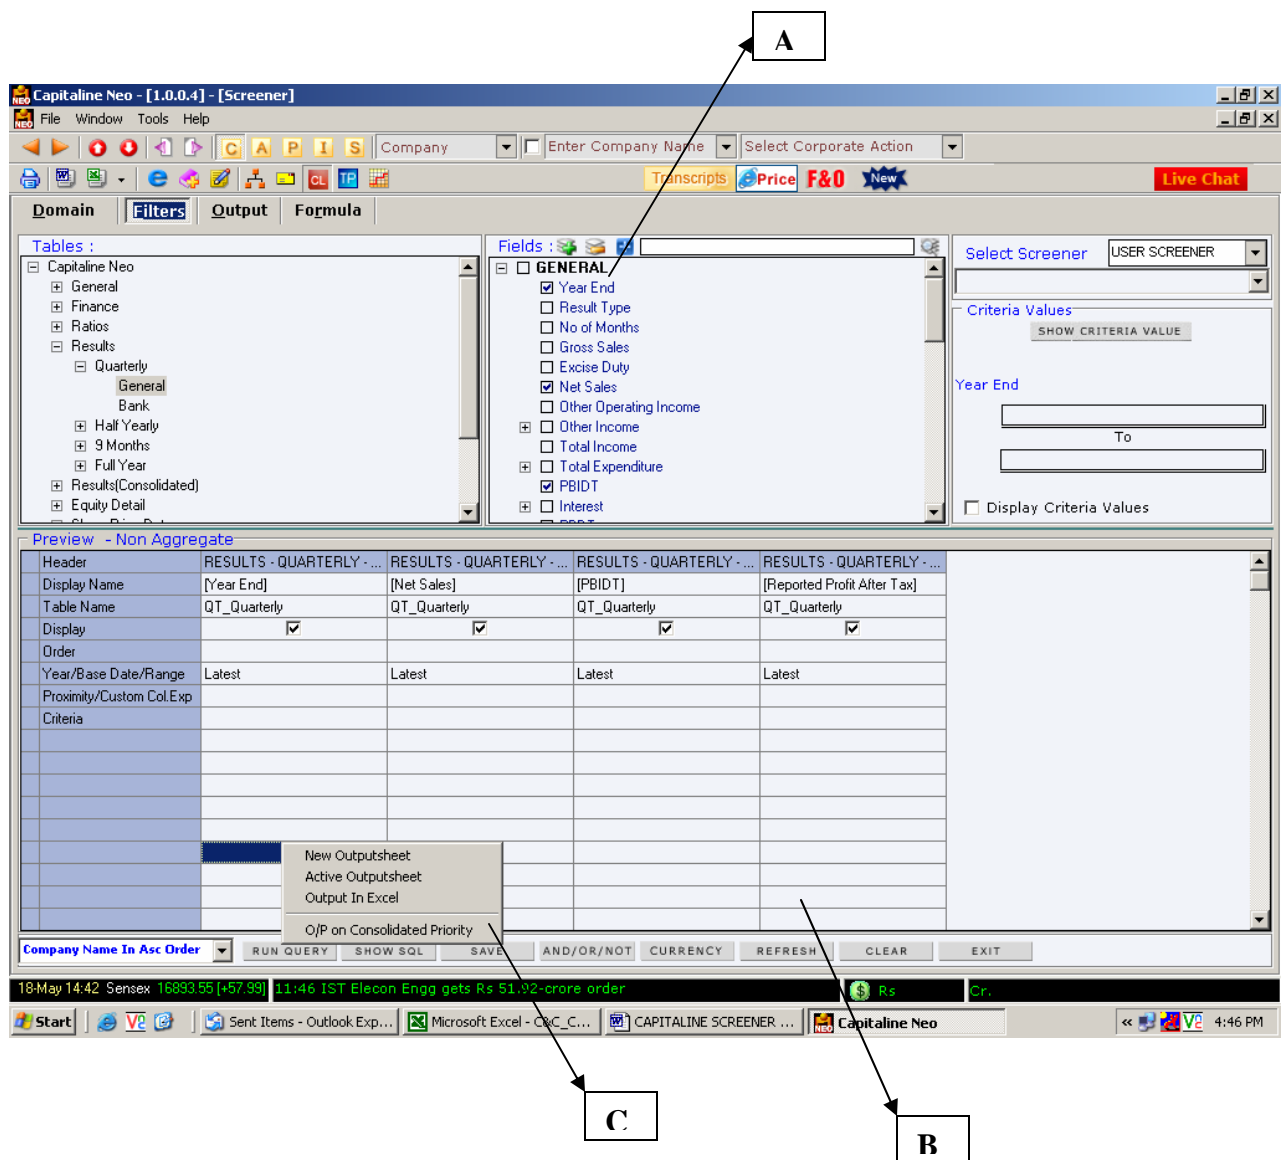 A
Capitaline Neo - [1.0.0.4] - [Screener]
File Window Tools Help
C A P I S Company Enter Company Name Select Corporate Action
CL TP Transcripts Price F&O New Live Chat
Domain Filters Output Formula
Tables : Fields : Select Screener USER SCREENER
Capitaline Neo
General
Finance
Ratios
Results
Quarterly
General
Bank
Half Yearly
9 Months
Full Year
Results(Consolidated)
Equity Detail
GENERAL
Year End
Result Type
No of Months
Gross Sales
Excise Duty
Net Sales
Other Operating Income
Other Income
Total Income
Total Expenditure
PBIDT
Interest
Criteria Values
SHOW CRITERIA VALUE
Year End
To
Display Criteria Values
Preview - Non Aggregate
Header RESULTS - QUARTERLY - ... RESULTS - QUARTERLY - ... RESULTS - QUARTERLY - ... RESULTS - QUARTERLY - ...
Display Name [Year End] [Net Sales] [PBIDT] [Reported Profit After Tax]
Table Name QT_Quarterly QT_Quarterly QT_Quarterly QT_Quarterly
Display
Order
Year/Base Date/Range Latest Latest Latest Latest
Proximity/Custom Col.Exp
Criteria
New Outputsheet
Active Outputsheet
Output In Excel
O/P on Consolidated Priority
Company Name In Asc Order RUN QUERY SHOW SQL SAVE AND/OR/NOT CURRENCY REFRESH CLEAR EXIT
18-May 14:42 Sensex 16893.55 [+57.99] 11:46 IST Elecon Engg gets Rs 51.92-crore order Rs Cr.
Start Sent Items - Outlook Exp... Microsoft Excel - C&C_C... CAPITALINE SCREENER ... Capitaline Neo 4:46 PM
C
B